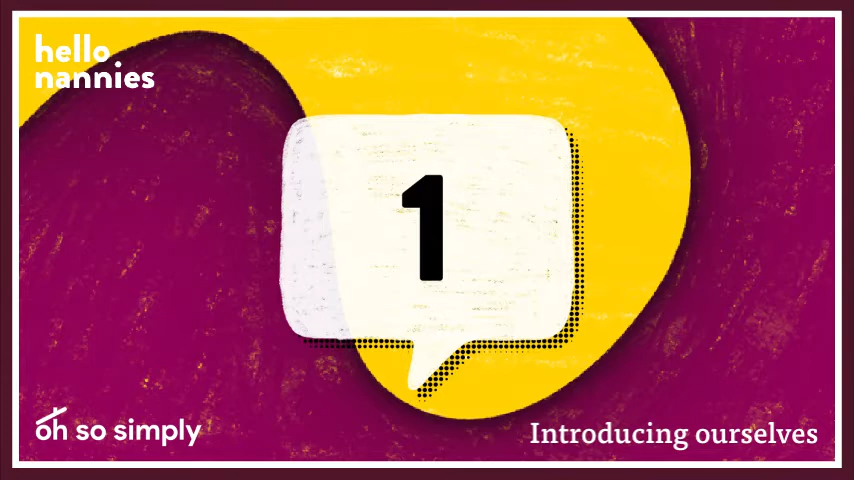 hello
nannies
1
oh so simply
Introducing ourselves